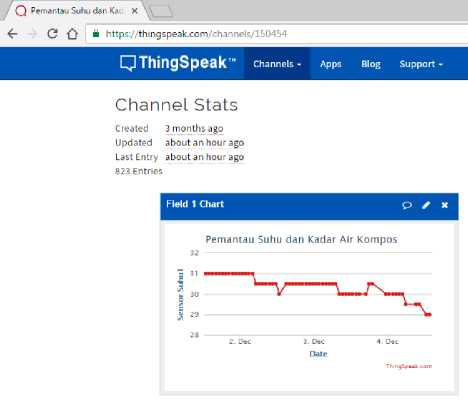 Pemantau Suhu dan Kad
https://thingspeak.com/channels/150454
ThingSpeak™ Channels Apps Blog Support
Channel Stats
Created 3 months ago
Updated about an hour ago
Last Entry about an hour ago
823 Entries
Field 1 Chart
Pemantau Suhu dan Kadar Air Kompos
32
31
30
29
28
Sensor Suhu1
2. Dec 3. Dec 4. Dec
Date
ThingSpeak.com